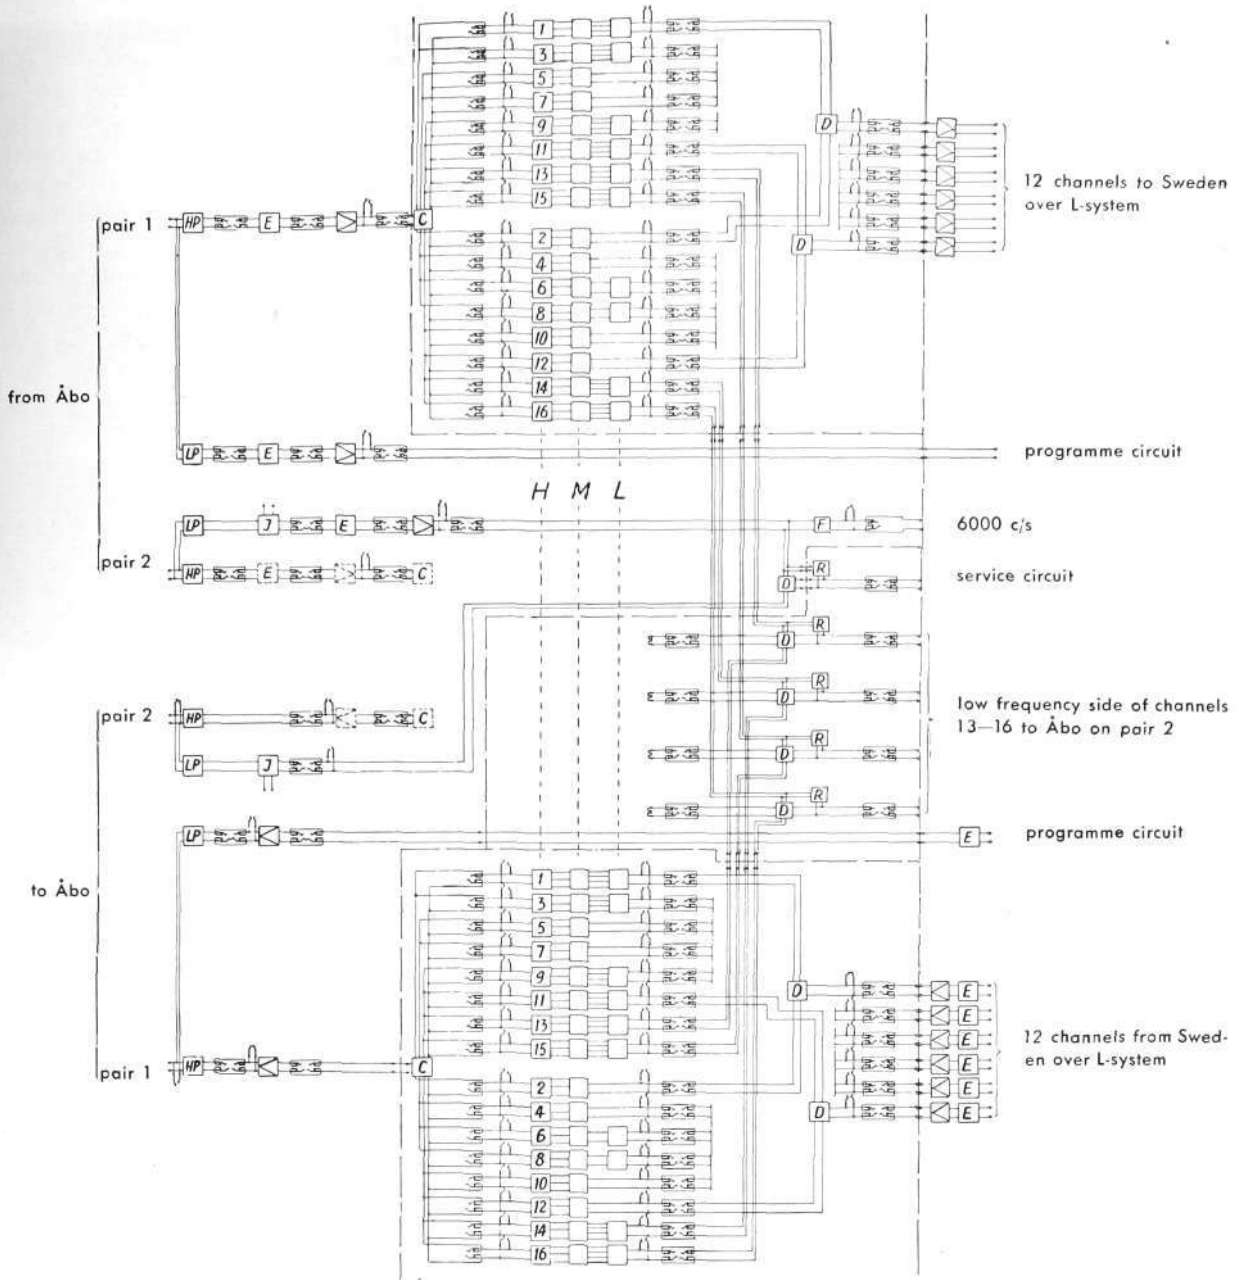 1
3
5
7
9
D
11
12 channels to Sweden
over L-system
13
15
pair 1
HP
E
C
2
D
4
6
8
10
12
from Åbo
14
16
LP
E
programme circuit
H M L
LP
J
E
F
6000 c/s
pair 2
HP
E
C
R
D
service circuit
R
D
R
D
low frequency side of channels
13—16 to Åbo on pair 2
pair 2
HP
C
R
D
LP
J
R
D
LP
E
programme circuit
to Åbo
1
3
5
7
9
D
E
11
E
13
E
12 channels from Swed-
en over L-system
15
E
pair 1
HP
C
2
E
4
D
E
6
8
10
12
14
16